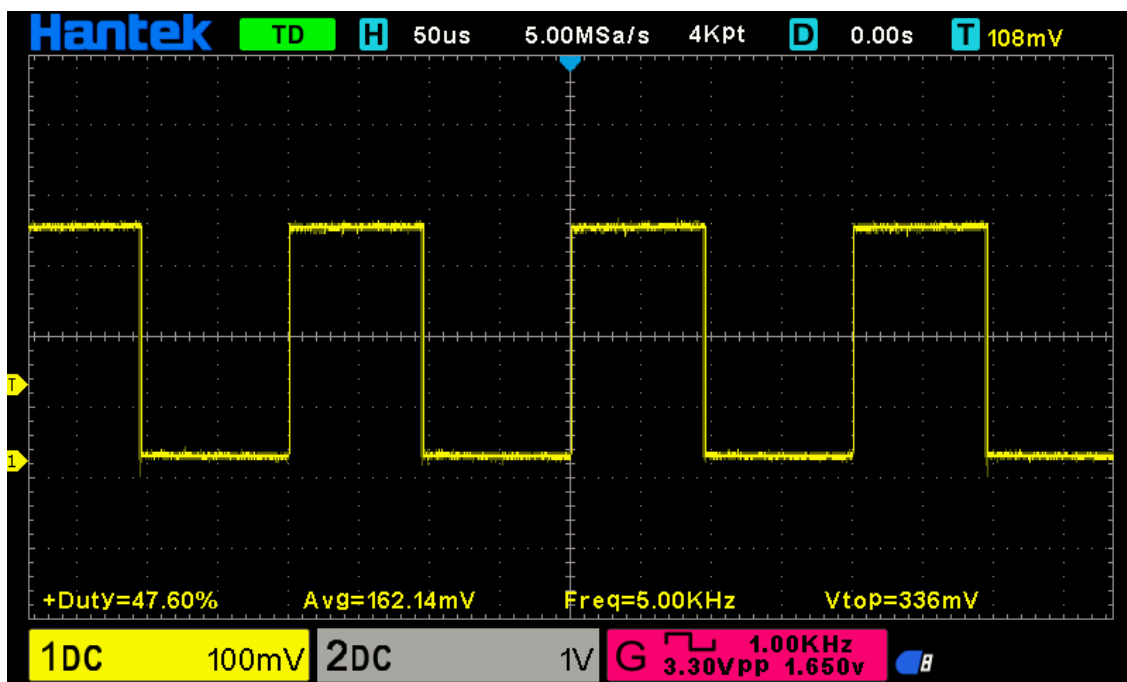 Hantek TD H 50us 5.00MSa/s 4Kpt D 0.00s T 108mV
T
1
+Duty=47.60% Avg=162.14mV Freq=5.00KHz Vtop=336mV
1DC 100mV 2DC 1V G 1.00KHz
3.30Vpp 1.650v